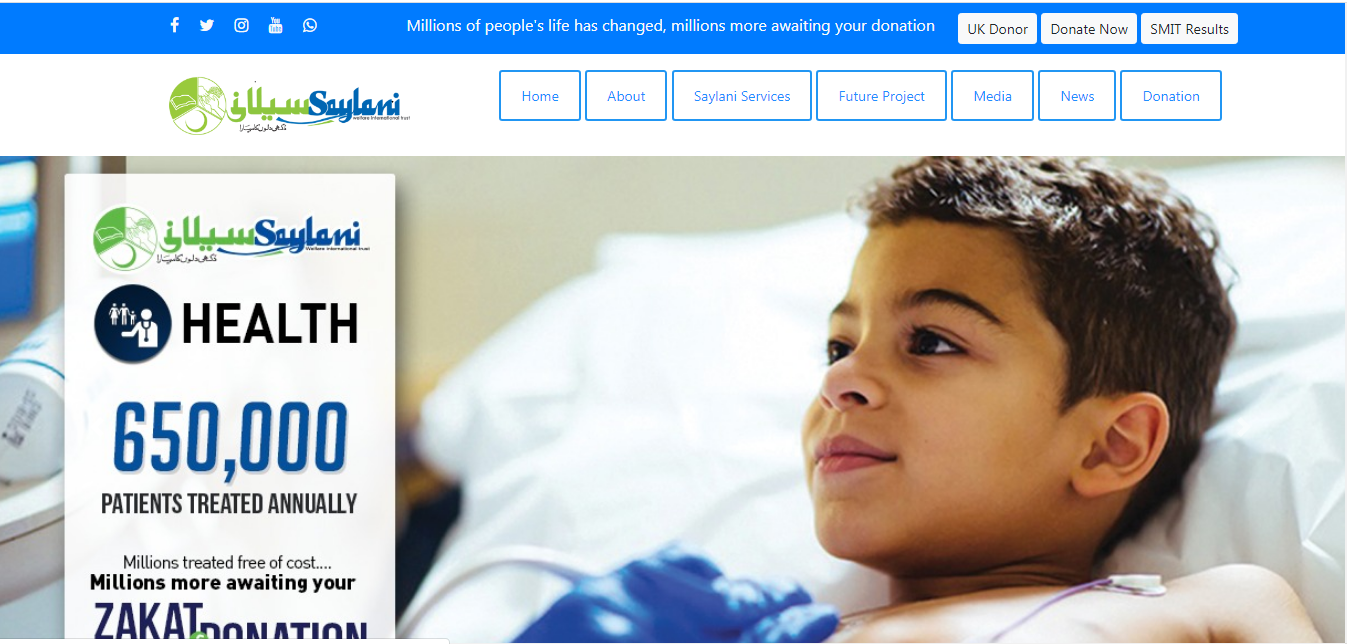 Millions of people's life has changed, millions more awaiting your donation
UK Donor
Donate Now
SMIT Results
سیلانی Saylani
welfare international trust
Home
About
Saylani Services
Future Project
Media
News
Donation
سیلانی Saylani
Welfare international trust
HEALTH
650,000
PATIENTS TREATED ANNUALLY
Millions treated free of cost....
Millions more awaiting your
ZAKAT DONATION